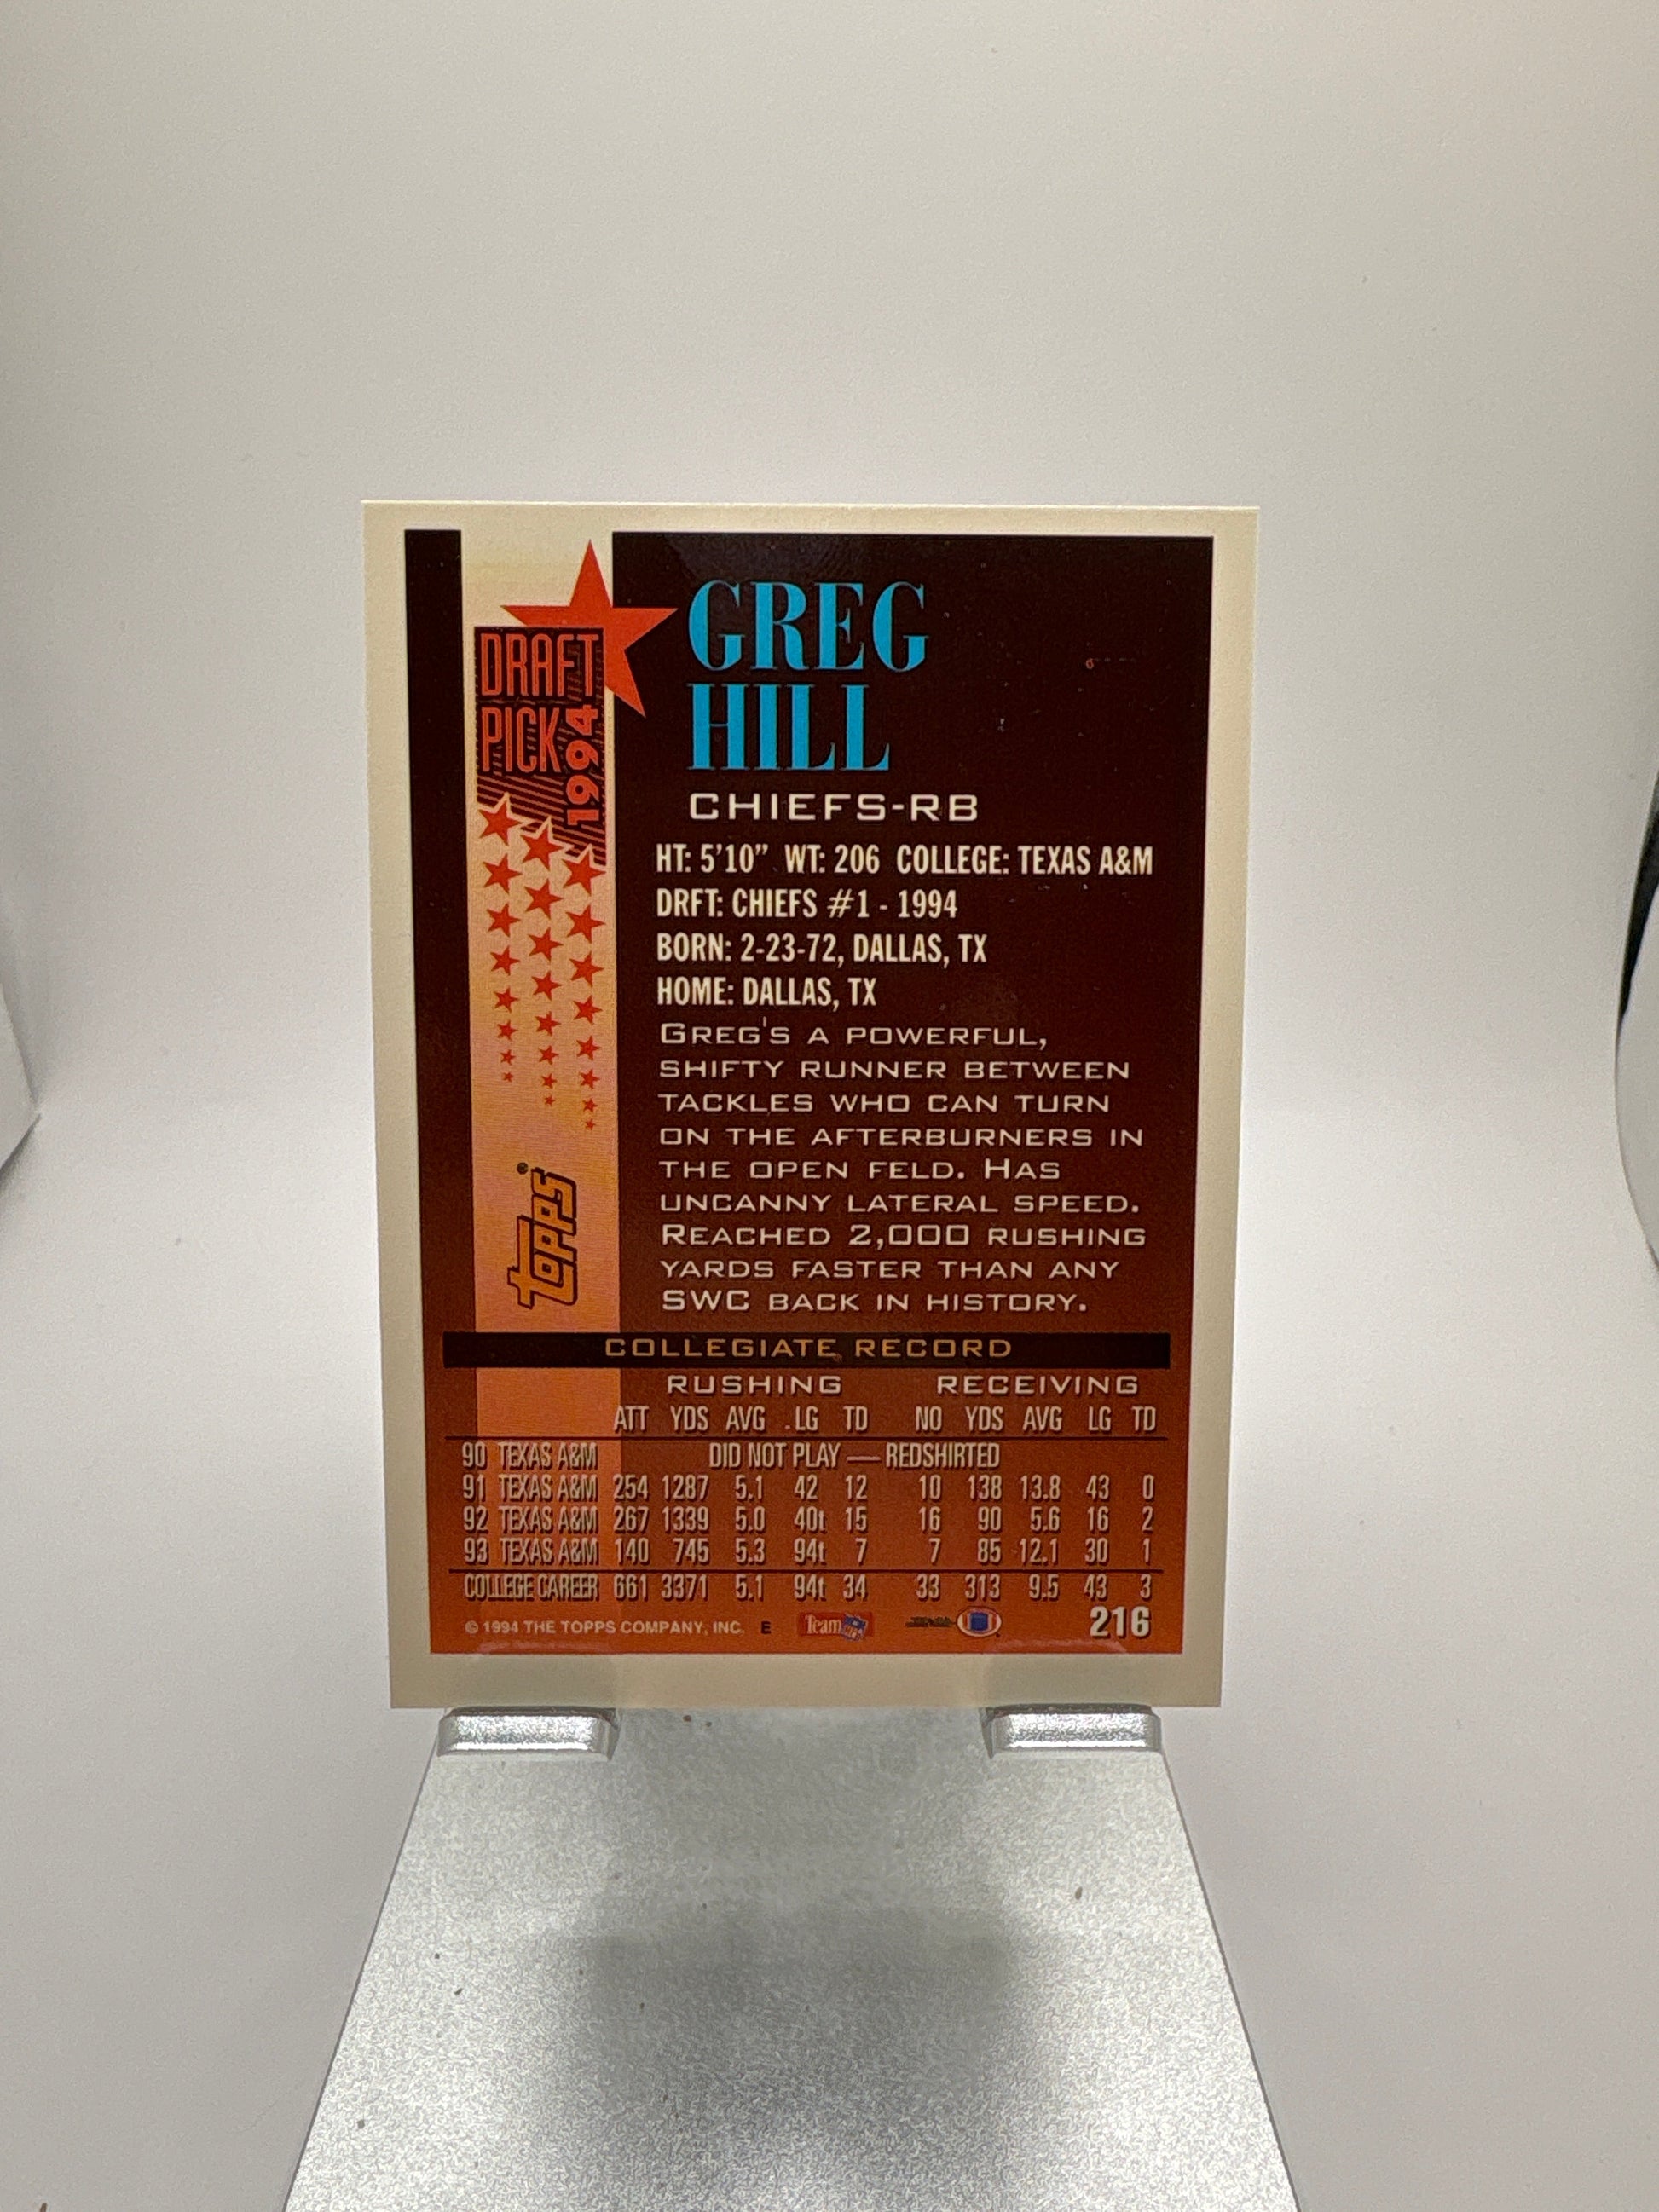 DRAFT
PICK
1994
GREG
HILL
CHIEFS-RB
HT: 5'10" WT: 206 COLLEGE: TEXAS A&M
DRFT: CHIEFS #1 - 1994
BORN: 2-23-72, DALLAS, TX
HOME: DALLAS, TX
GREG'S A POWERFUL,
SHIFTY RUNNER BETWEEN
TACKLES WHO CAN TURN
ON THE AFTERBURNERS IN
THE OPEN FELD. HAS
UNCANNY LATERAL SPEED.
REACHED 2,000 RUSHING
YARDS FASTER THAN ANY
SWC BACK IN HISTORY.
TOPPS®
COLLEGIATE RECORD
RUSHING RECEIVING
ATT YDS AVG LG TD NO YDS AVG LG TD
90 TEXAS A&M DID NOT PLAY — REDSHIRTED
91 TEXAS A&M 254 1287 5.1 42 12 10 138 13.8 43 0
92 TEXAS A&M 267 1339 5.0 40t 15 16 90 5.6 16 2
93 TEXAS A&M 140 745 5.3 94t 7 7 85 12.1 30 1
COLLEGE CAREER 661 3371 5.1 94t 34 33 313 9.5 43 3
© 1994 THE TOPPS COMPANY, INC. E Team NFL 216